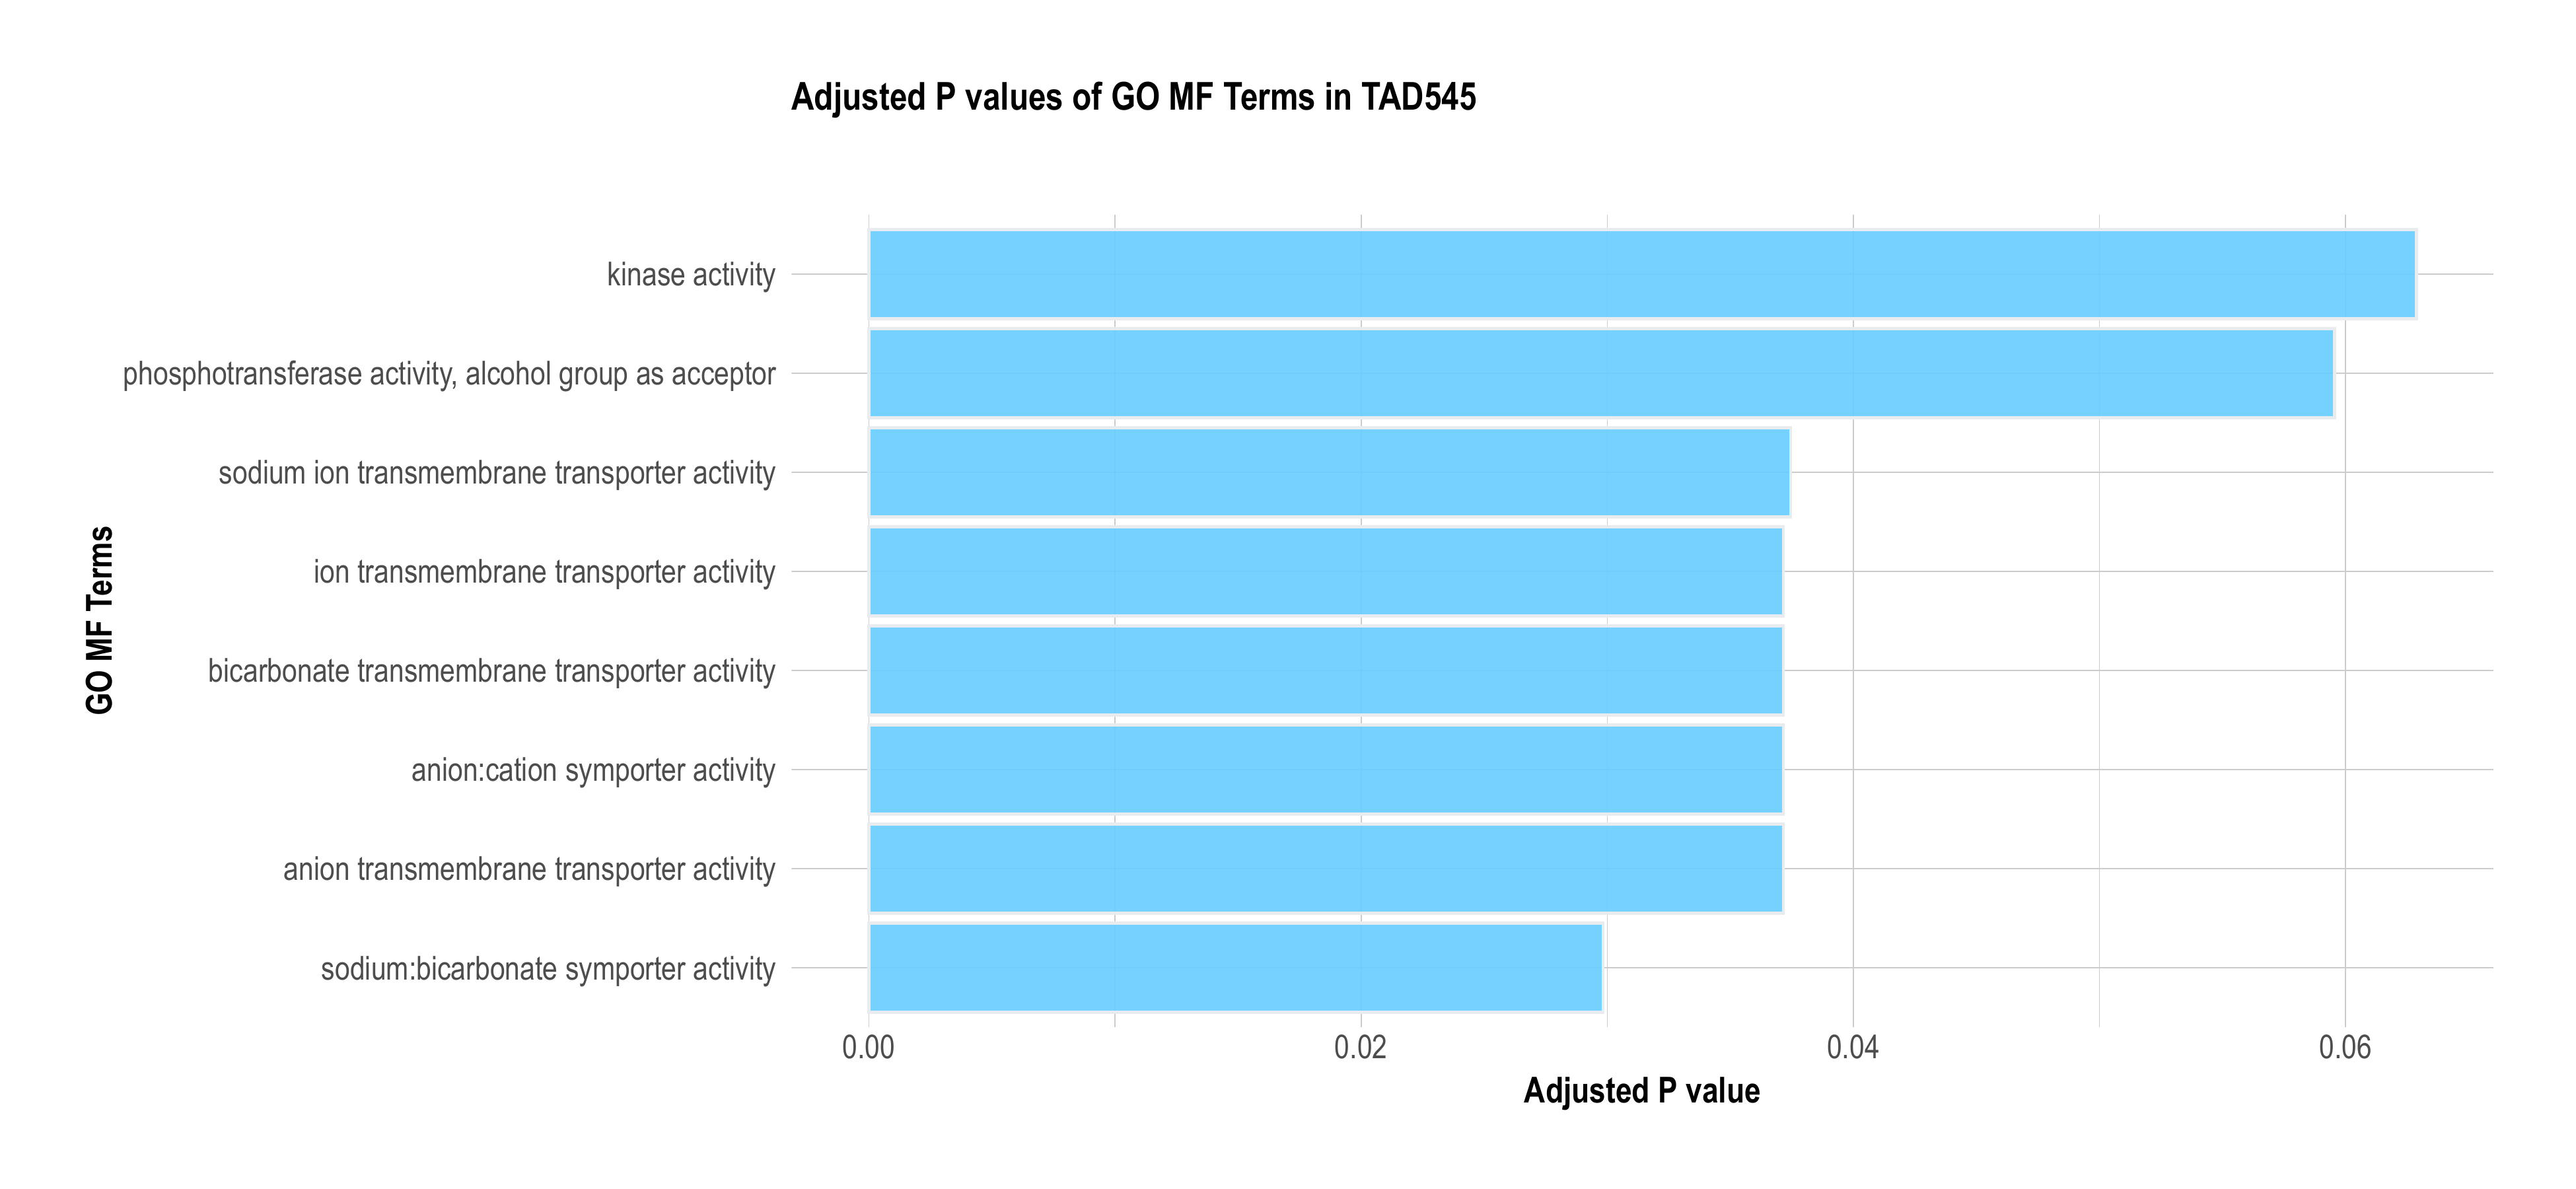 Adjusted P values of GO MF Terms in TAD545
GO MF Terms
kinase activity
phosphotransferase activity, alcohol group as acceptor
sodium ion transmembrane transporter activity
ion transmembrane transporter activity
bicarbonate transmembrane transporter activity
anion:cation symporter activity
anion transmembrane transporter activity
sodium:bicarbonate symporter activity
0.00 0.02 0.04 0.06
Adjusted P value